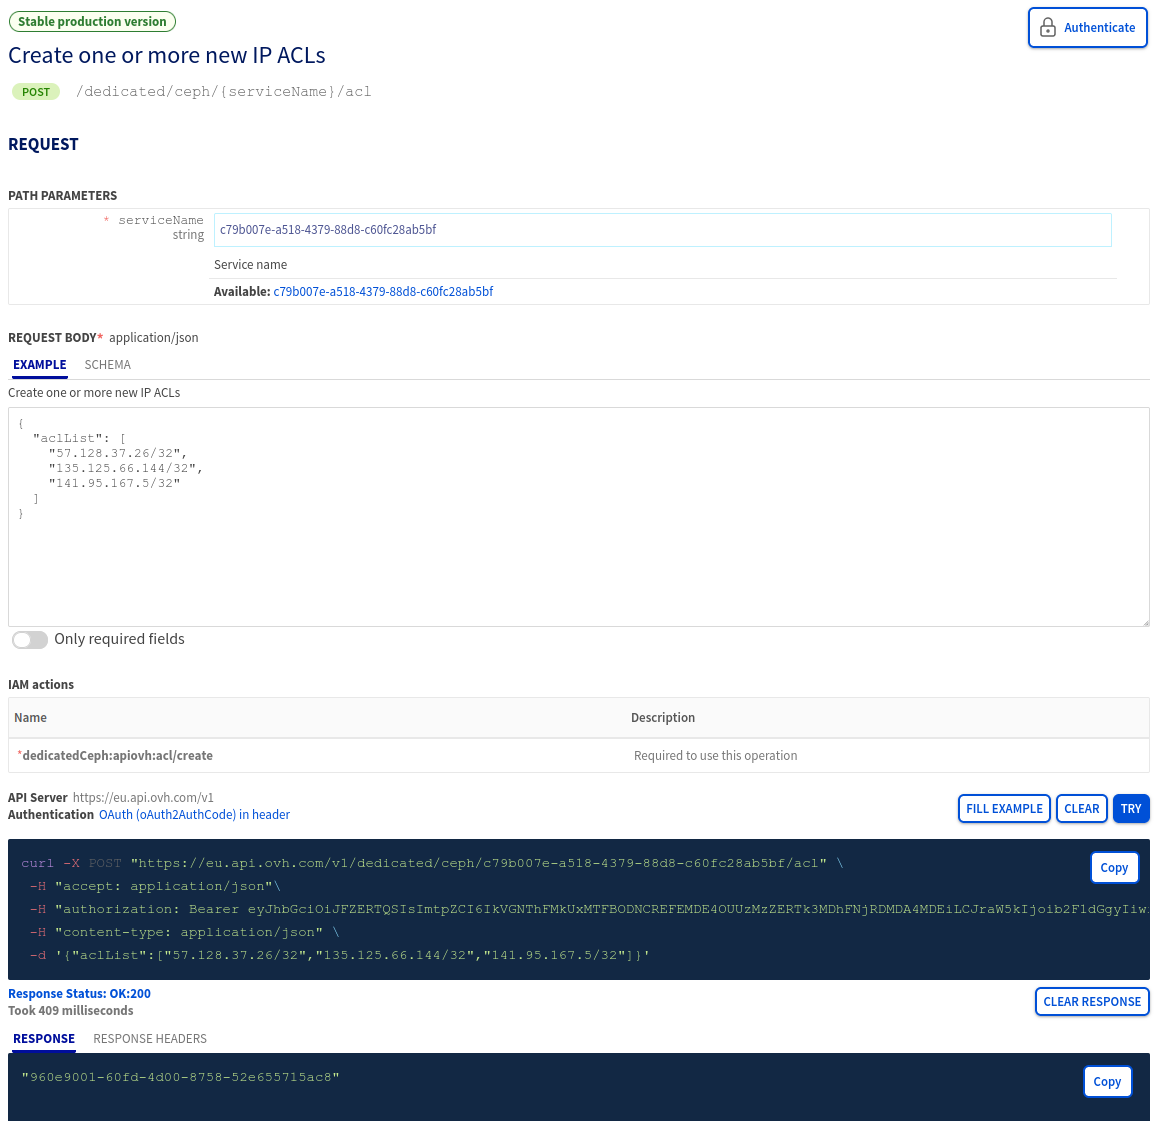 Stable production version
Authenticate
Create one or more new IP ACLs
POST /dedicated/ceph/{serviceName}/acl
REQUEST
PATH PARAMETERS
* serviceName
string
c79b007e-a518-4379-88d8-c60fc28ab5bf
Service name
Available: c79b007e-a518-4379-88d8-c60fc28ab5bf
REQUEST BODY* application/json
EXAMPLE SCHEMA
Create one or more new IP ACLs
{
"aclList": [
"57.128.37.26/32",
"135.125.66.144/32",
"141.95.167.5/32"
]
}
Only required fields
IAM actions
Name Description
*dedicatedCeph:apiovh:acl/create Required to use this operation
API Server https://eu.api.ovh.com/v1
Authentication OAuth (oAuth2AuthCode) in header
FILL EXAMPLE CLEAR TRY
curl -X POST "https://eu.api.ovh.com/v1/dedicated/ceph/c79b007e-a518-4379-88d8-c60fc28ab5bf/acl" \
Copy
-H "accept: application/json"\
-H "authorization: Bearer eyJhbGciOiJFZERTQSIsImtpZCI6IkVGNThFMkUxMTFBODNCREFEMDE4OUUzMzZERTk3MDhFNjRDMDA4MDEiLCJraW5kIjoib2F1dGgyIiw
-H "content-type: application/json" \
-d '{"aclList":["57.128.37.26/32","135.125.66.144/32","141.95.167.5/32"]}'
Response Status: OK:200
Took 409 milliseconds
CLEAR RESPONSE
RESPONSE RESPONSE HEADERS
"960e9001-60fd-4d00-8758-52e655715ac8"
Copy